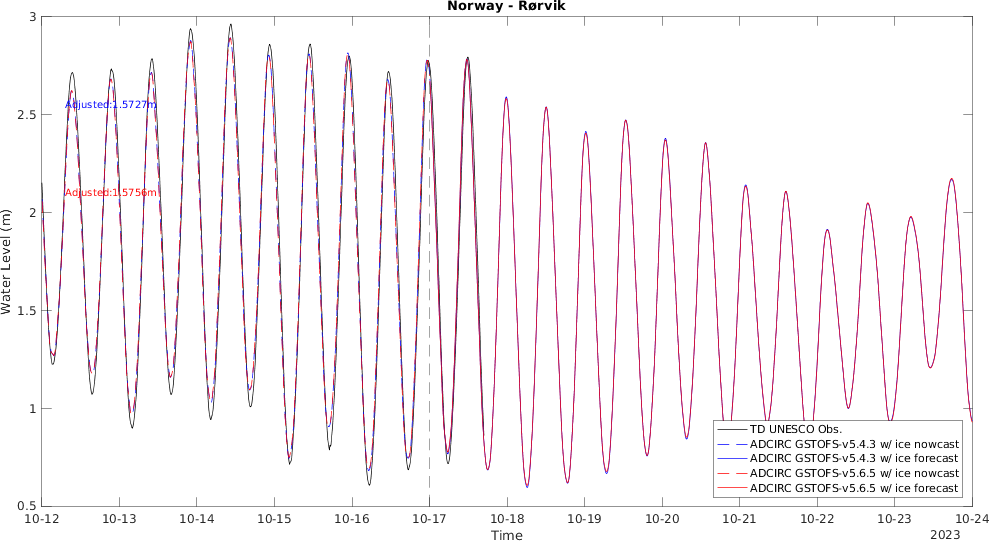 Norway - Rørvik
3
2.5
2
1.5
1
0.5
Water Level (m)
Adjusted:1.5727m
Adjusted:1.5756m
TD UNESCO Obs.
ADCIRC GSTOFS-v5.4.3 w/ ice nowcast
ADCIRC GSTOFS-v5.4.3 w/ ice forecast
ADCIRC GSTOFS-v5.6.5 w/ ice nowcast
ADCIRC GSTOFS-v5.6.5 w/ ice forecast
10-12 10-13 10-14 10-15 10-16 10-17 10-18 10-19 10-20 10-21 10-22 10-23 10-24
Time
2023